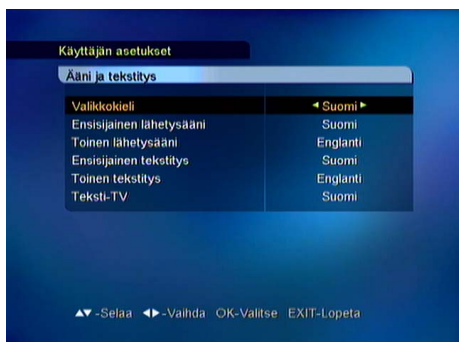 Käyttäjän asetukset
Ääni ja tekstitys
Valikkokieli ◄ Suomi ►
Ensisijainen lähetysääni Suomi
Toinen lähetysääni Englanti
Ensisijainen tekstitys Suomi
Toinen tekstitys Englanti
Teksti-TV Suomi
▲▼ -Selaa ◄► -Vaihda OK-Valitse EXIT-Lopeta